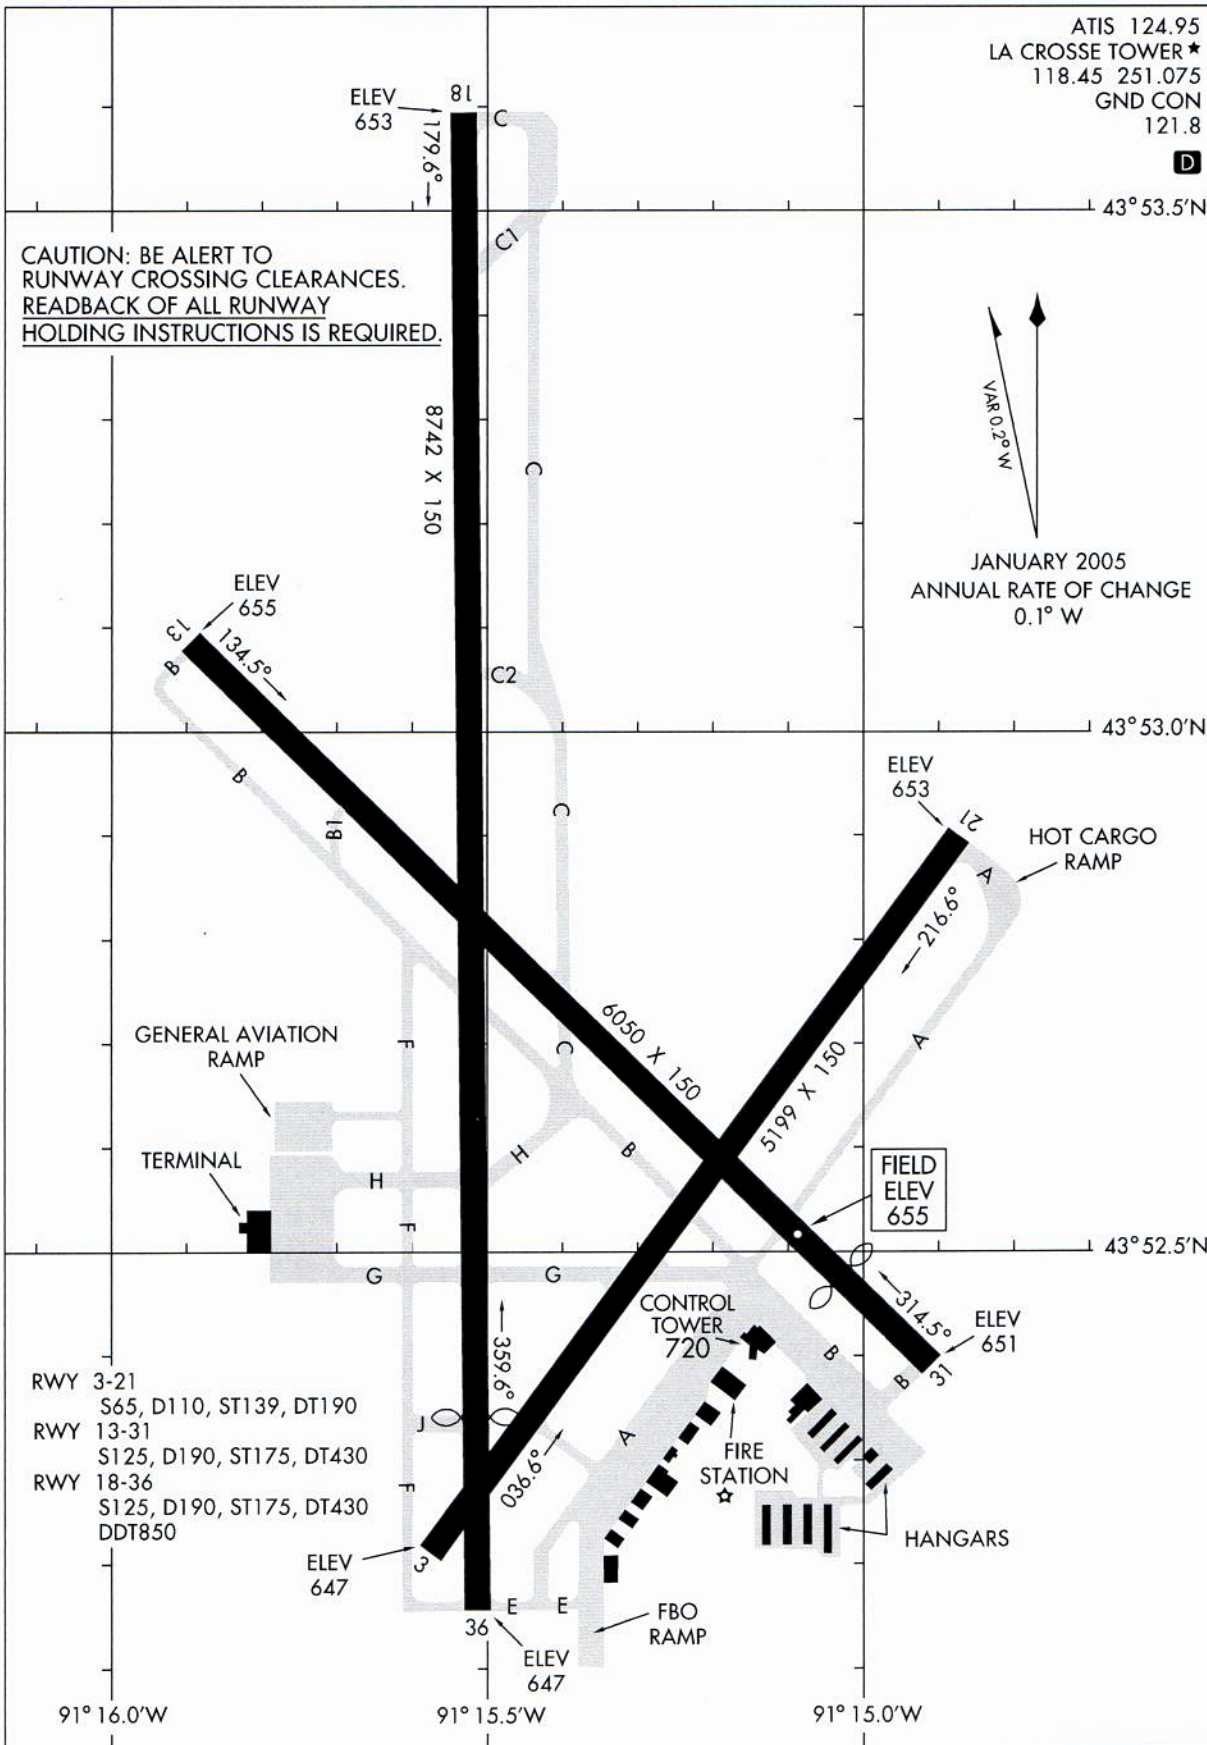 ATIS 124.95
LA CROSSE TOWER
118.45 251.075
GND CON
121.8
D
ELEV
653
18
C
179.6°
43°53.5'N
C1
CAUTION: BE ALERT TO
RUNWAY CROSSING CLEARANCES.
READBACK OF ALL RUNWAY
HOLDING INSTRUCTIONS IS REQUIRED.
VAR 0.2° W
8742 X 150
C
JANUARY 2005
ANNUAL RATE OF CHANGE
0.1° W
ELEV
655
13
134.5°
B
C2
43°53.0'N
B
B1
C
ELEV
653
21
HOT CARGO
RAMP
A
216.6°
6050 X 150
5199 X 150
A
GENERAL AVIATION
RAMP
F
C
TERMINAL
H
H
B
FIELD
ELEV
655
F
43°52.5'N
G
G
CONTROL
TOWER
720
314.5°
ELEV
651
359.6°
B
B
31
RWY 3-21
S65, D110, ST139, DT190
RWY 13-31
S125, D190, ST175, DT430
RWY 18-36
S125, D190, ST175, DT430
DDT850
J
A
036.6°
FIRE
STATION
F
HANGARS
ELEV
647
3
E
E
FBO
RAMP
36
ELEV
647
91°16.0'W
91°15.5'W
91°15.0'W